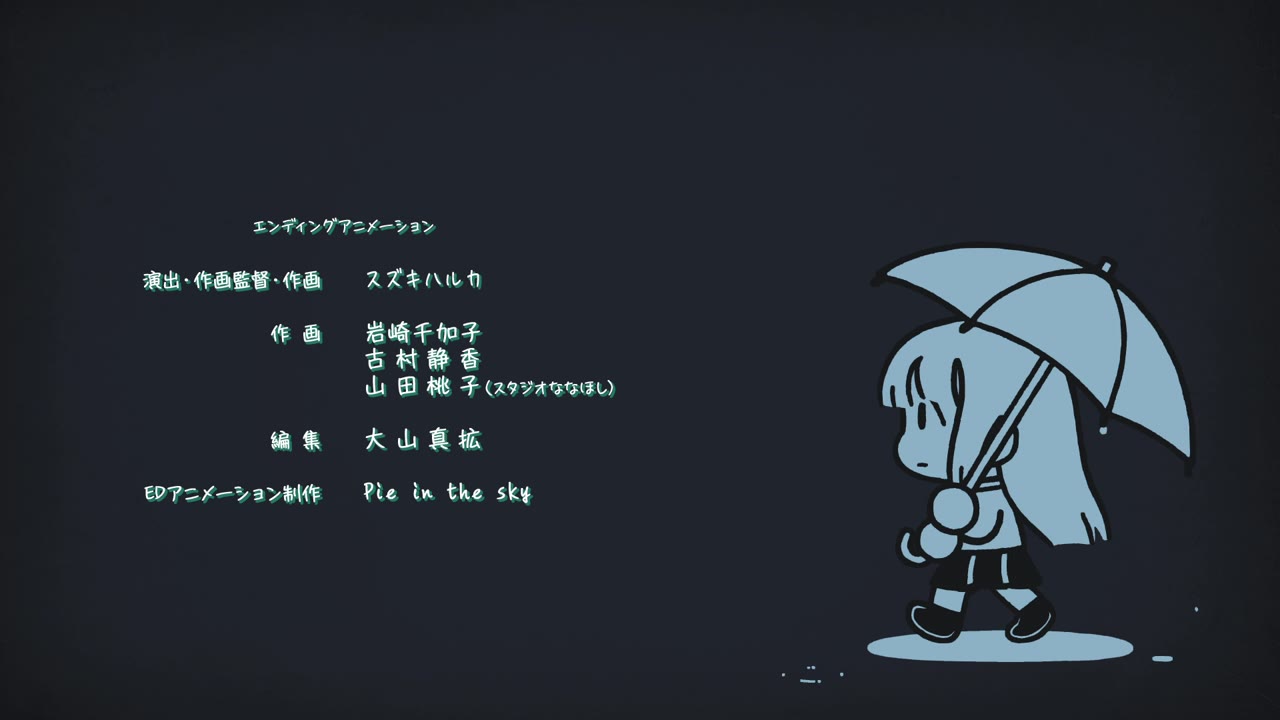 エンディングアニメーション
演出・作画監督・作画 スズキハルカ
作画 岩崎千加子
古村静香
山田桃子(スタジオななほし)
編集 大山真拡
EDアニメーション制作 Pie in the sky